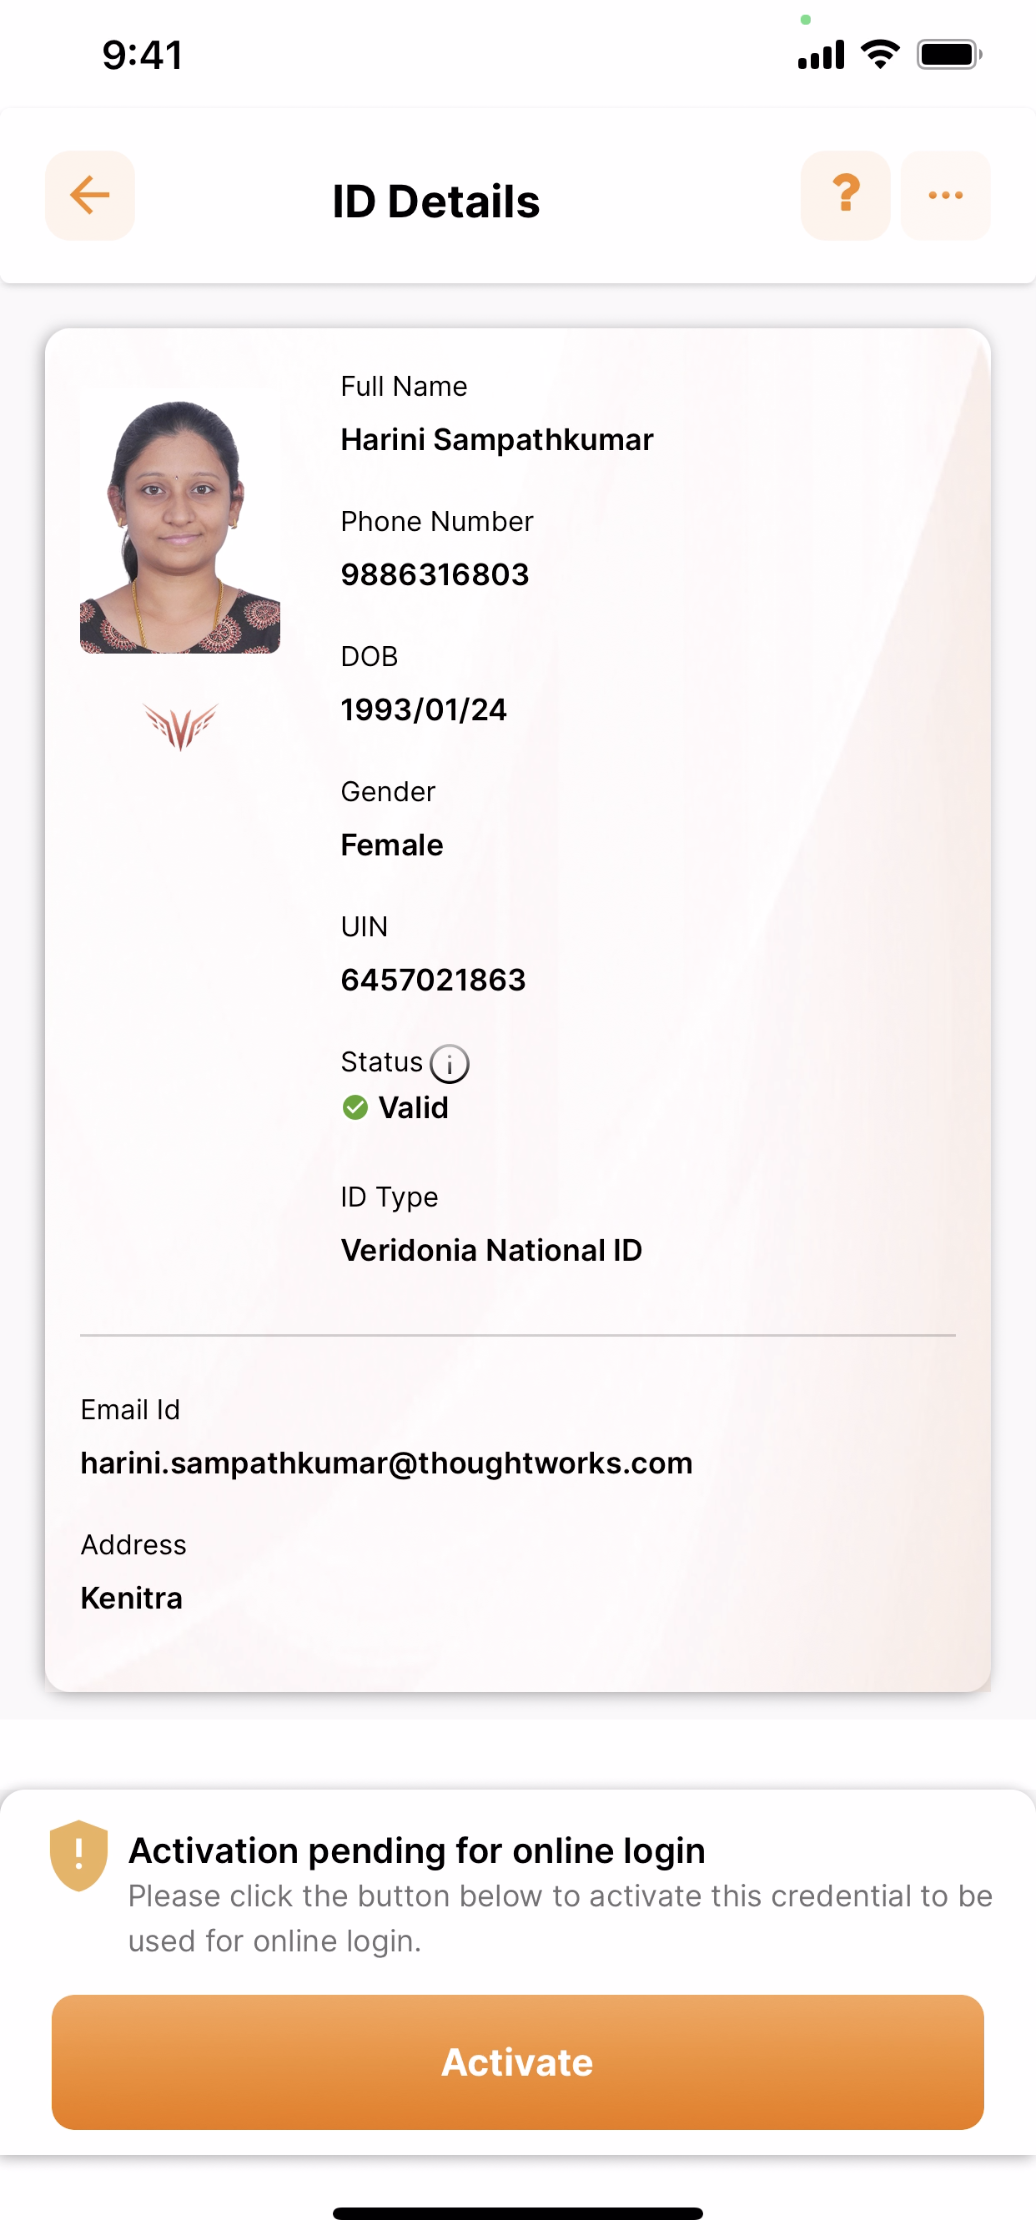 9:41
ID Details
?
Full Name
Harini Sampathkumar
Phone Number
9886316803
DOB
1993/01/24
Gender
Female
UIN
6457021863
Status
Valid
ID Type
Veridonia National ID
Email Id
harini.sampathkumar@thoughtworks.com
Address
Kenitra
Activation pending for online login
Please click the button below to activate this credential to be
used for online login.
Activate